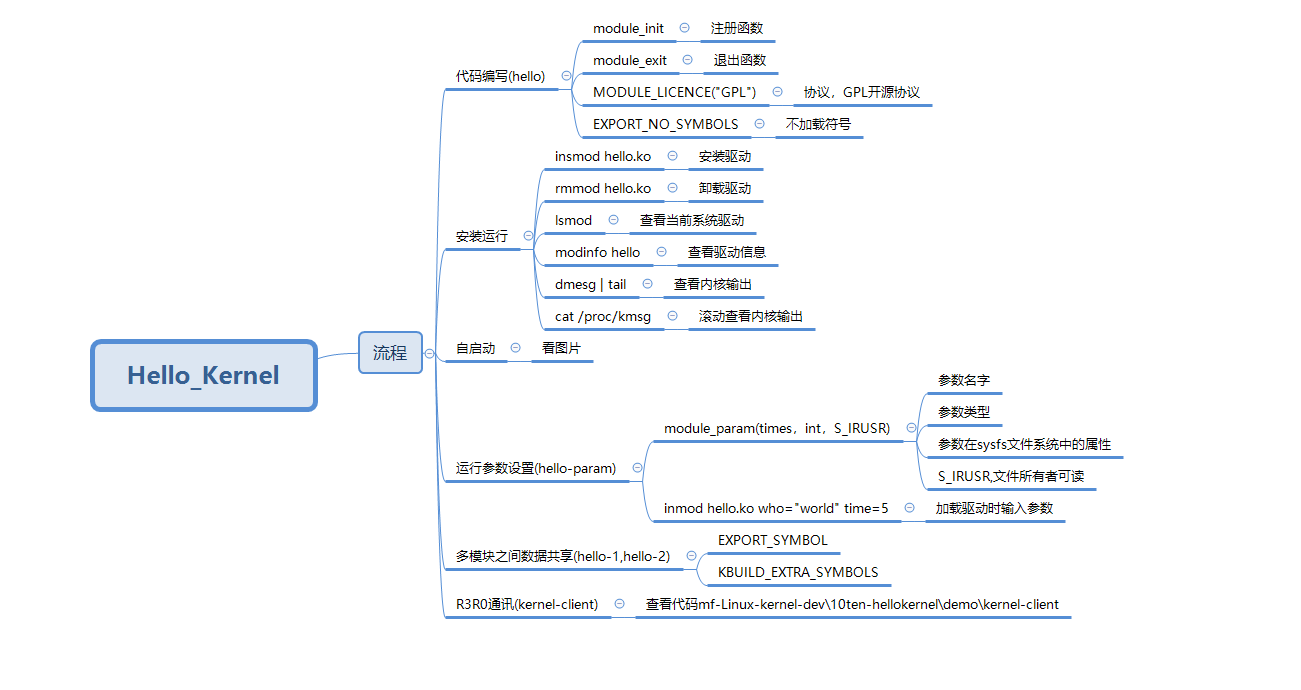 Hello_Kernel
流程
代码编写(hello)
module_init
注册函数
module_exit
退出函数
MODULE_LICENCE("GPL")
协议，GPL开源协议
EXPORT_NO_SYMBOLS
不加载符号
安装运行
insmod hello.ko
安装驱动
rmmod hello.ko
卸载驱动
lsmod
查看当前系统驱动
modinfo hello
查看驱动信息
dmesg | tail
查看内核输出
cat /proc/kmsg
滚动查看内核输出
自启动
看图片
运行参数设置(hello-param)
module_param(times，int，S_IRUSR)
参数名字
参数类型
参数在sysfs文件系统中的属性
S_IRUSR,文件所有者可读
inmod hello.ko who="world" time=5
加载驱动时输入参数
多模块之间数据共享(hello-1,hello-2)
EXPORT_SYMBOL
KBUILD_EXTRA_SYMBOLS
R3R0通讯(kernel-client)
查看代码mf-Linux-kernel-dev\10ten-hellokernel\demo\kernel-client